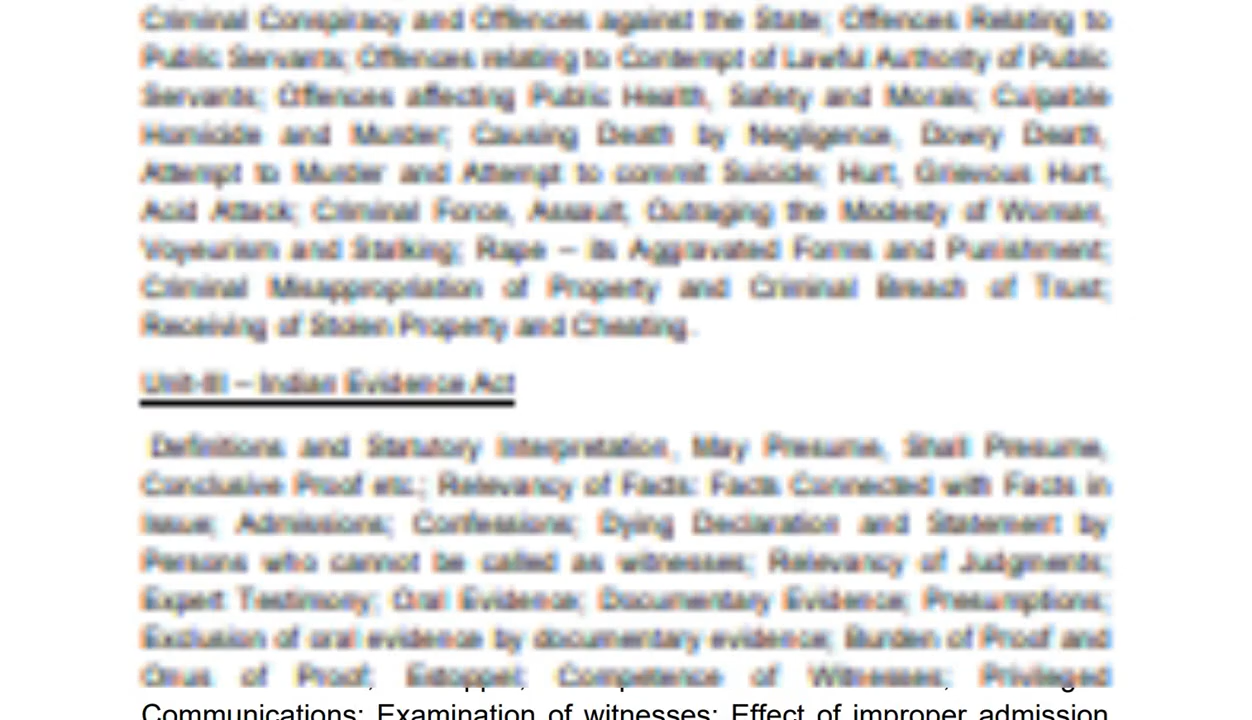 Criminal Conspiracy and Offences against the State; Offences Relating to
Public Servants; Offences relating to Contempt of Lawful Authority of Public
Servants; Offences affecting Public Health, Safety and Morals; Culpable
Homicide and Murder; Causing Death by Negligence, Dowry Death,
Attempt to Murder and Attempt to commit Suicide; Hurt, Grievous Hurt,
Acid Attack; Criminal Force, Assault, Outraging the Modesty of Woman,
Voyeurism and Stalking; Rape – its Aggravated Forms and Punishment;
Criminal Misappropriation of Property and Criminal Breach of Trust;
Receiving of Stolen Property and Cheating.
Unit-III – Indian Evidence Act
Definitions and Statutory Interpretation, May Presume, Shall Presume,
Conclusive Proof etc.; Relevancy of Facts: Facts Connected with Facts in
Issue; Admissions; Confessions; Dying Declaration and Statement by
Persons who cannot be called as witnesses; Relevancy of Judgments;
Expert Testimony; Oral Evidence; Documentary Evidence; Presumptions;
Exclusion of oral evidence by documentary evidence; Burden of Proof and
Onus of Proof; Estoppel; Competence of Witnesses; Privileged
Communications; Examination of witnesses; Effect of improper admission